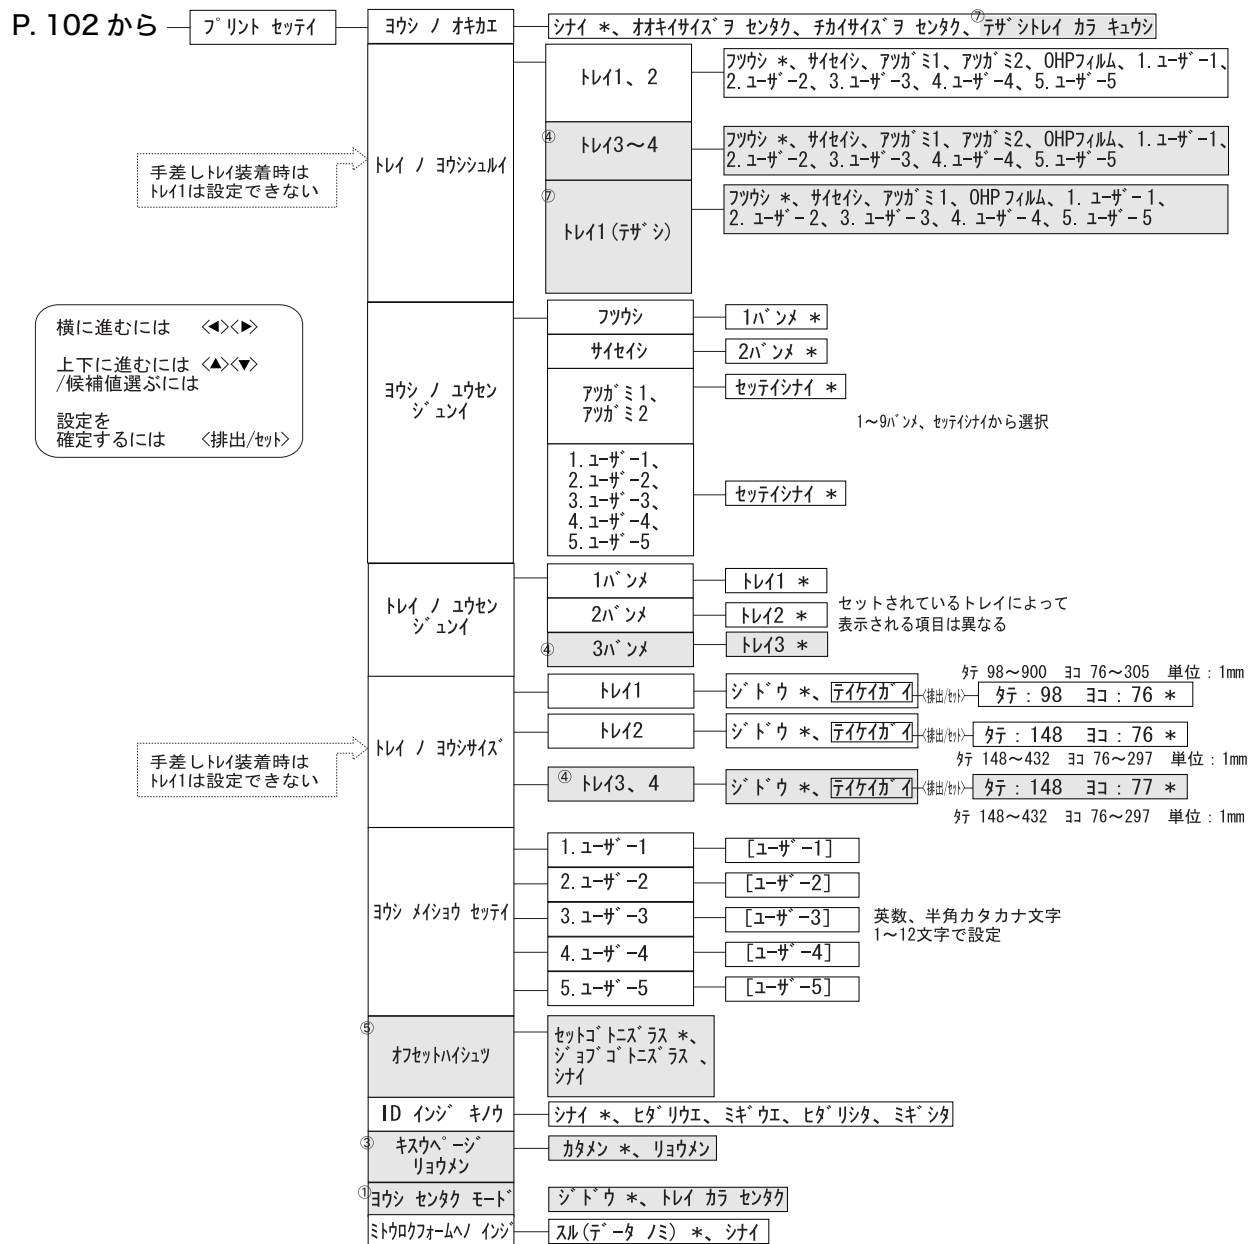 P. 102 から
プリント セッテイ
ヨウシ ノ オキカエ
シナイ *、オオキイサイズヲ センタク、チカイサイズヲ センタク、⑦テザシトレイ カラ キュウシ
トレイ ノ ヨウシシュルイ
手差しトレイ装着時は
トレイ1は設定できない
トレイ1、2
フツウシ *、サイセイシ、アツガミ1、アツガミ2、OHPフィルム、1.ユーザー1、
2.ユーザー2、3.ユーザー3、4.ユーザー4、5.ユーザー5
④ トレイ3~4
フツウシ *、サイセイシ、アツガミ1、アツガミ2、OHPフィルム、1.ユーザー1、
2.ユーザー2、3.ユーザー3、4.ユーザー4、5.ユーザー5
⑦ トレイ1(テザシ)
フツウシ *、サイセイシ、アツガミ1、OHPフィルム、1. ユーザー1、
2. ユーザー2、3. ユーザー3、4. ユーザー4、5. ユーザー5
横に進むには 〈◀〉〈▶〉
上下に進むには 〈▲〉〈▼〉
/候補値選ぶには
設定を
確定するには 〈排出/セット〉
ヨウシ ノ ユウセン
ジュンイ
フツウシ
1バンメ *
サイセイシ
2バンメ *
アツガミ1、
アツガミ2
セッテイシナイ *
1~9バンメ、セッテイシナイから選択
1.ユーザー1、
2.ユーザー2、
3.ユーザー3、
4.ユーザー4、
5.ユーザー5
セッテイシナイ *
トレイ ノ ユウセン
ジュンイ
1バンメ
トレイ1 *
2バンメ
トレイ2 *
④ 3バンメ
トレイ3 *
セットされているトレイによって
表示される項目は異なる
トレイ ノ ヨウシサイズ
手差しトレイ装着時は
トレイ1は設定できない
タテ 98~900 ヨコ 76~305 単位:1mm
トレイ1
ジドウ *、テイケイガイ 〈排出/セット〉 タテ:98 ヨコ:76 *
トレイ2
ジドウ *、テイケイガイ 〈排出/セット〉 タテ:148 ヨコ:76 *
タテ 148~432 ヨコ 76~297 単位:1mm
④ トレイ3、4
ジドウ *、テイケイガイ 〈排出/セット〉 タテ:148 ヨコ:77 *
タテ 148~432 ヨコ 76~297 単位:1mm
ヨウシ メイショウ セッテイ
1.ユーザー1
[ユーザー1]
2.ユーザー2
[ユーザー2]
3.ユーザー3
[ユーザー3]
4.ユーザー4
[ユーザー4]
5.ユーザー5
[ユーザー5]
英数、半角カタカナ文字
1~12文字で設定
⑤ オフセットハイシュツ
セットゴトニズラス *、
ジョブゴトニズラス 、
シナイ
ID インジ キノウ
シナイ *、ヒダリウエ、ミギウエ、ヒダリシタ、ミギシタ
③ キスウページ
リョウメン
カタメン *、リョウメン
① ヨウシ センタク モード
ジドウ *、トレイ カラ センタク
ミトウロクフォームヘノ インジ
スル(データ ノミ) *、シナイ